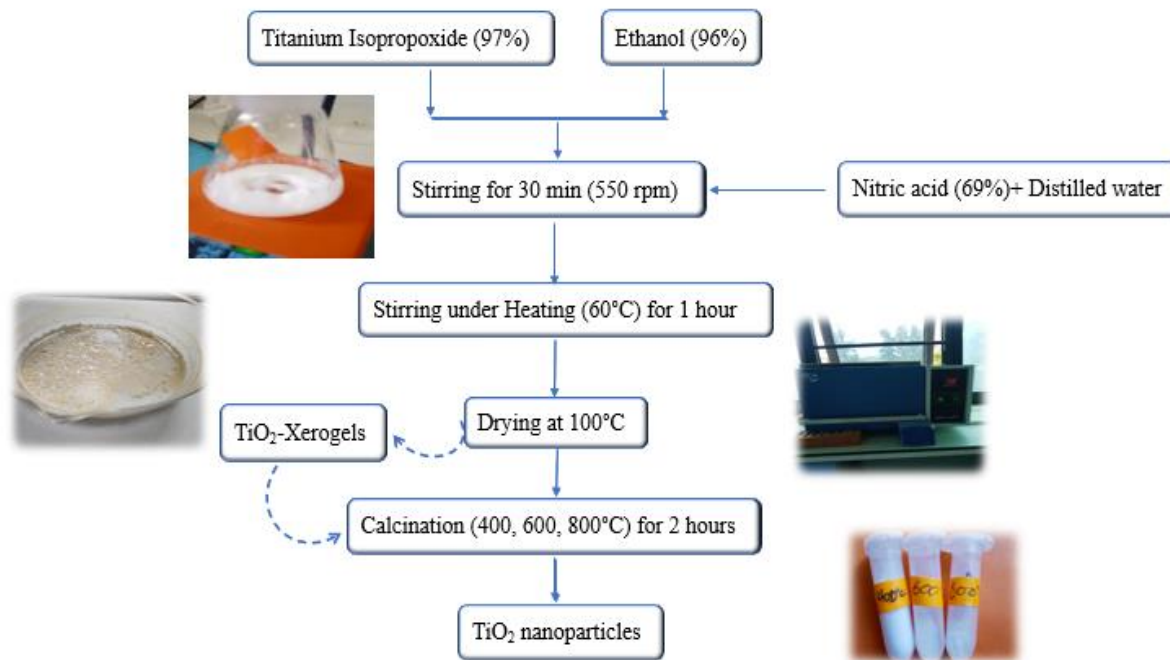 Titanium Isopropoxide (97%)
Ethanol (96%)
Stirring for 30 min (550 rpm)
Nitric acid (69%)+ Distilled water
Stirring under Heating (60°C) for 1 hour
Drying at 100°C
TiO₂-Xerogels
Calcination (400, 600, 800°C) for 2 hours
TiO₂ nanoparticles
600